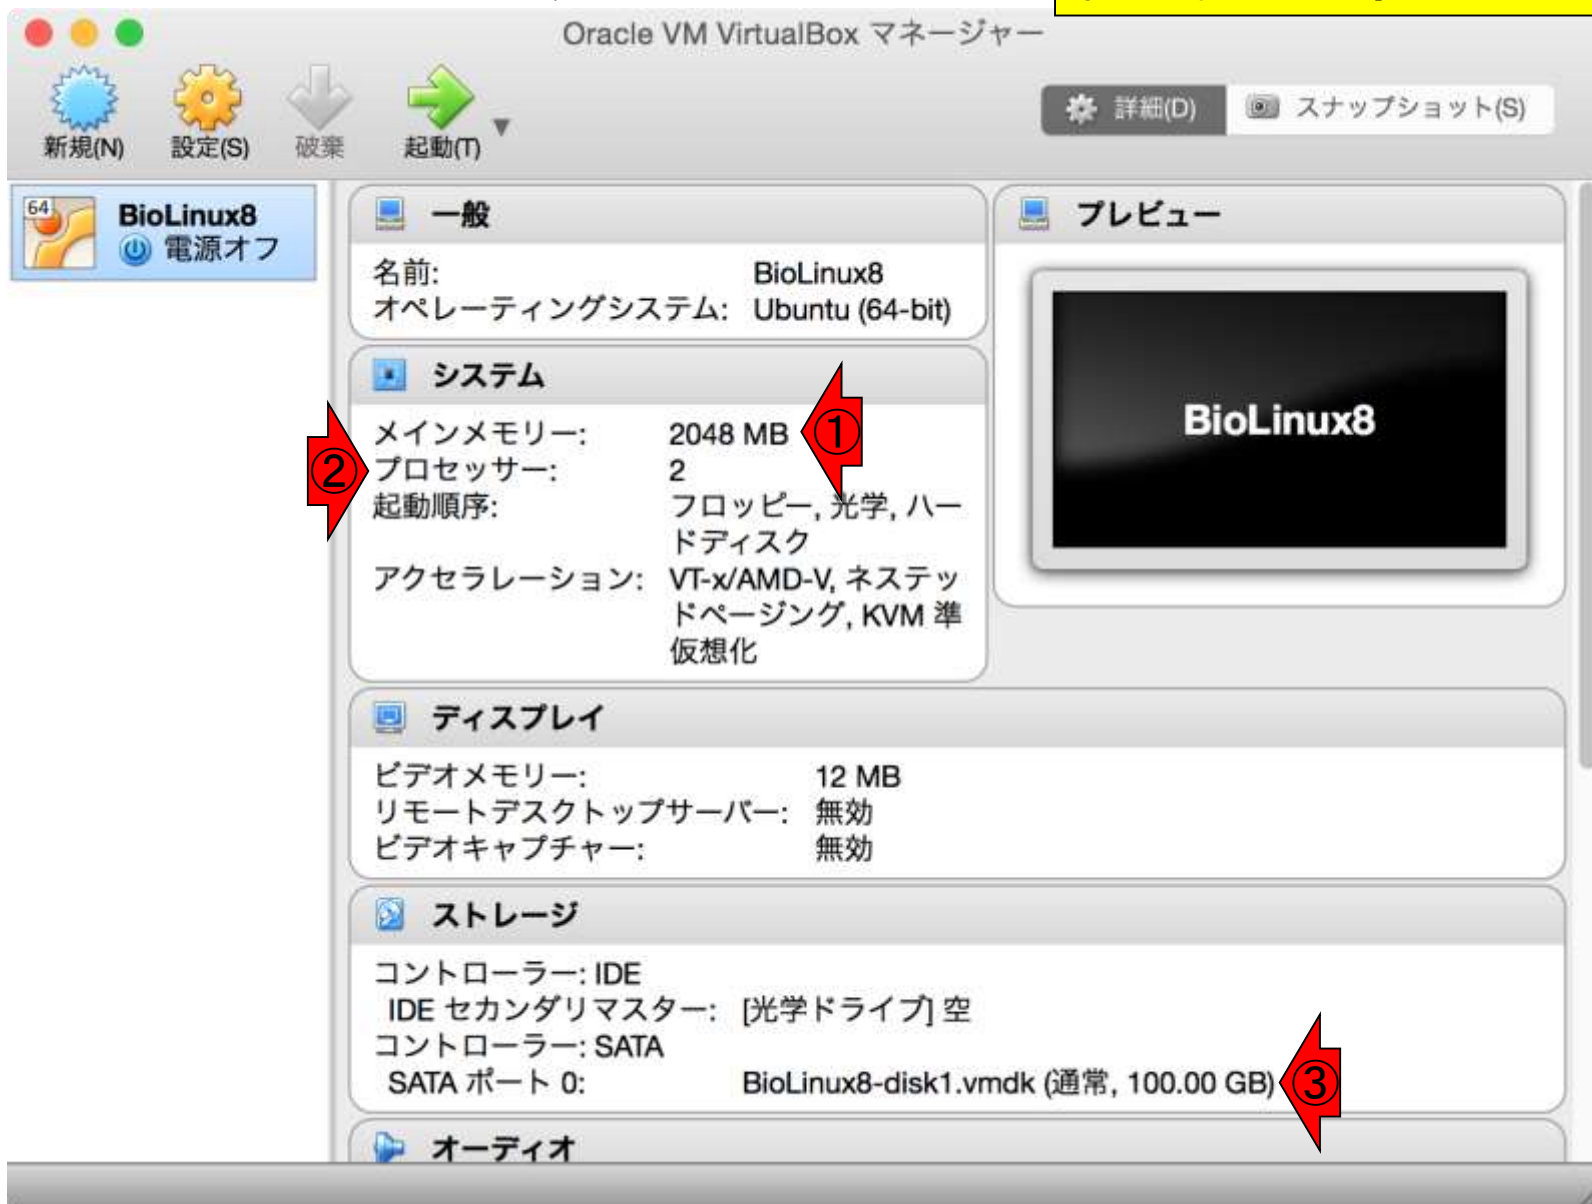 Oracle VM VirtualBox マネージャー
新規(N)
設定(S)
破棄
起動(T)
詳細(D)
スナップショット(S)
64
BioLinux8
電源オフ
一般
名前: BioLinux8
オペレーティングシステム: Ubuntu (64-bit)
プレビュー
BioLinux8
システム
メインメモリー: 2048 MB
①
②
プロセッサー: 2
起動順序: フロッピー, 光学, ハー
ドディスク
アクセラレーション: VT-x/AMD-V, ネステッ
ドページング, KVM 準
仮想化
ディスプレイ
ビデオメモリー: 12 MB
リモートデスクトップサーバー: 無効
ビデオキャプチャー: 無効
ストレージ
コントローラー: IDE
IDE セカンダリマスター: [光学ドライブ] 空
コントローラー: SATA
SATA ポート 0: BioLinux8-disk1.vmdk (通常, 100.00 GB)
③
オーディオ